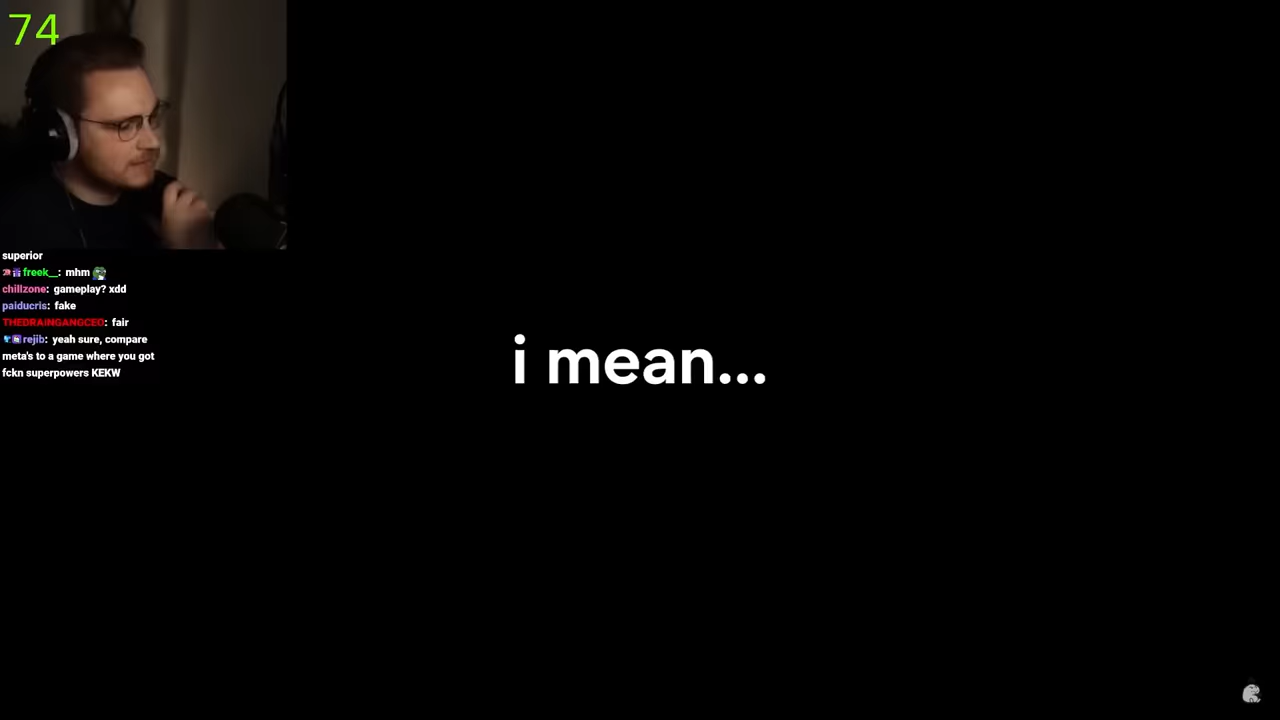 74
superior
freek__: mhm
chillzone: gameplay? xdd
paiducris: fake
THEDRAINGANGCEO: fair
rejib: yeah sure, compare
meta's to a game where you got
fckn superpowers KEKW
i mean...